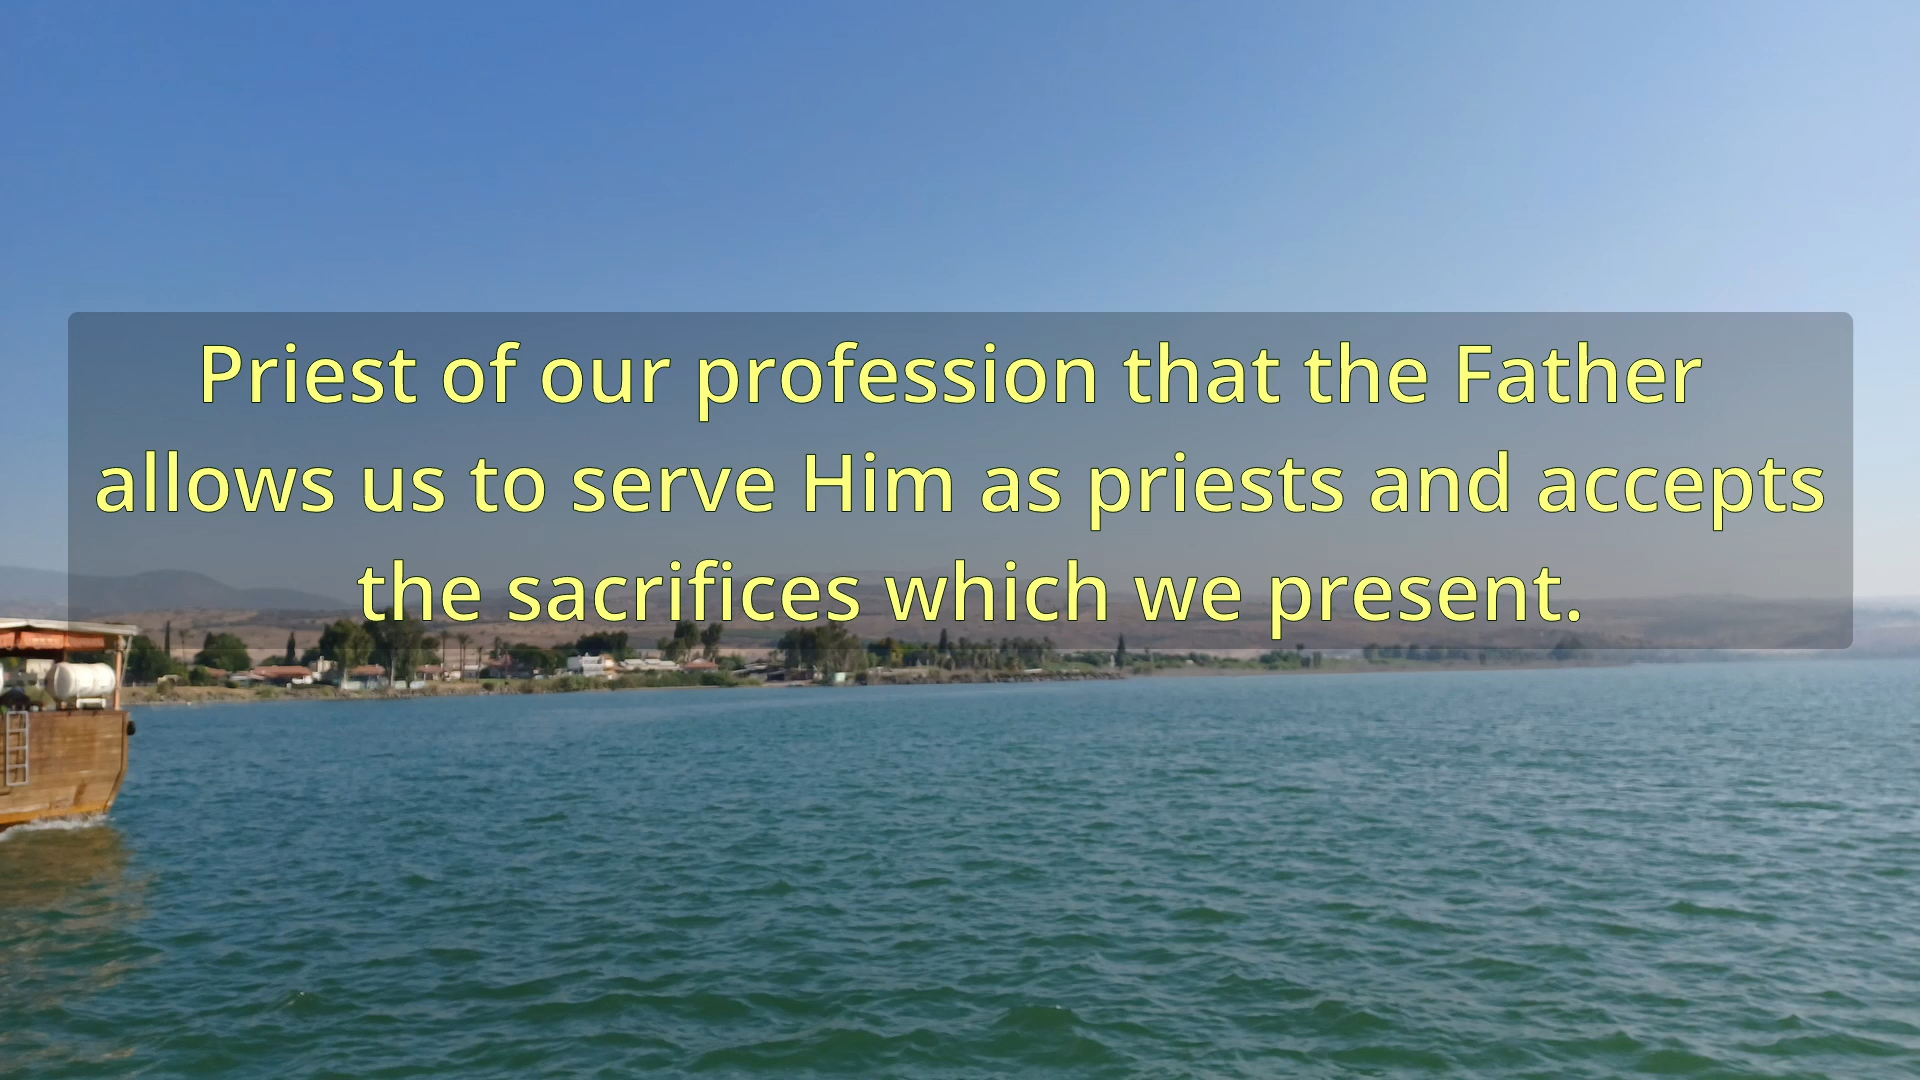 Priest of our profession that the Father
allows us to serve Him as priests and accepts
the sacrifices which we present.